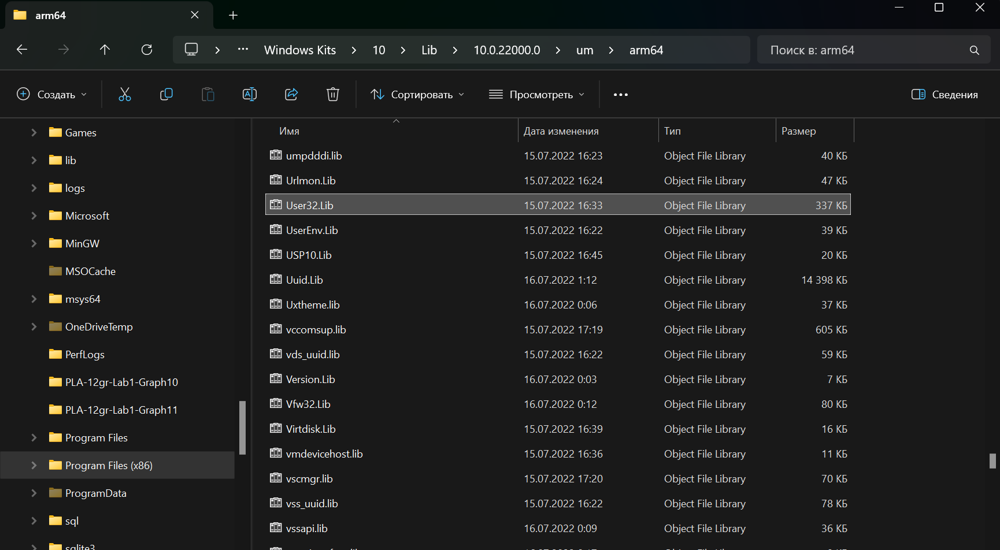 arm64
Windows Kits 10 Lib 10.0.22000.0 um arm64
Поиск в: arm64
Создать
Сортировать
Просмотреть
Сведения
Games
lib
logs
Microsoft
MinGW
MSOCache
msys64
OneDriveTemp
PerfLogs
PLA-12gr-Lab1-Graph10
PLA-12gr-Lab1-Graph11
Program Files
Program Files (x86)
ProgramData
sql
sqlite3
Имя Дата изменения Тип Размер
umpdddi.lib 15.07.2022 16:23 Object File Library 40 КБ
Urlmon.Lib 15.07.2022 16:24 Object File Library 47 КБ
User32.Lib 15.07.2022 16:33 Object File Library 337 КБ
UserEnv.Lib 15.07.2022 16:22 Object File Library 39 КБ
USP10.Lib 15.07.2022 16:45 Object File Library 20 КБ
Uuid.Lib 16.07.2022 1:12 Object File Library 14 398 КБ
Uxtheme.lib 16.07.2022 0:06 Object File Library 37 КБ
vccomsup.lib 15.07.2022 17:19 Object File Library 605 КБ
vds_uuid.lib 15.07.2022 16:22 Object File Library 59 КБ
Version.Lib 16.07.2022 0:03 Object File Library 7 КБ
Vfw32.Lib 16.07.2022 0:12 Object File Library 80 КБ
Virtdisk.Lib 15.07.2022 16:39 Object File Library 16 КБ
vmdevicehost.lib 15.07.2022 16:36 Object File Library 11 КБ
vscmgr.lib 15.07.2022 17:20 Object File Library 70 КБ
vss_uuid.lib 15.07.2022 16:22 Object File Library 78 КБ
vssapi.lib 16.07.2022 0:09 Object File Library 36 КБ